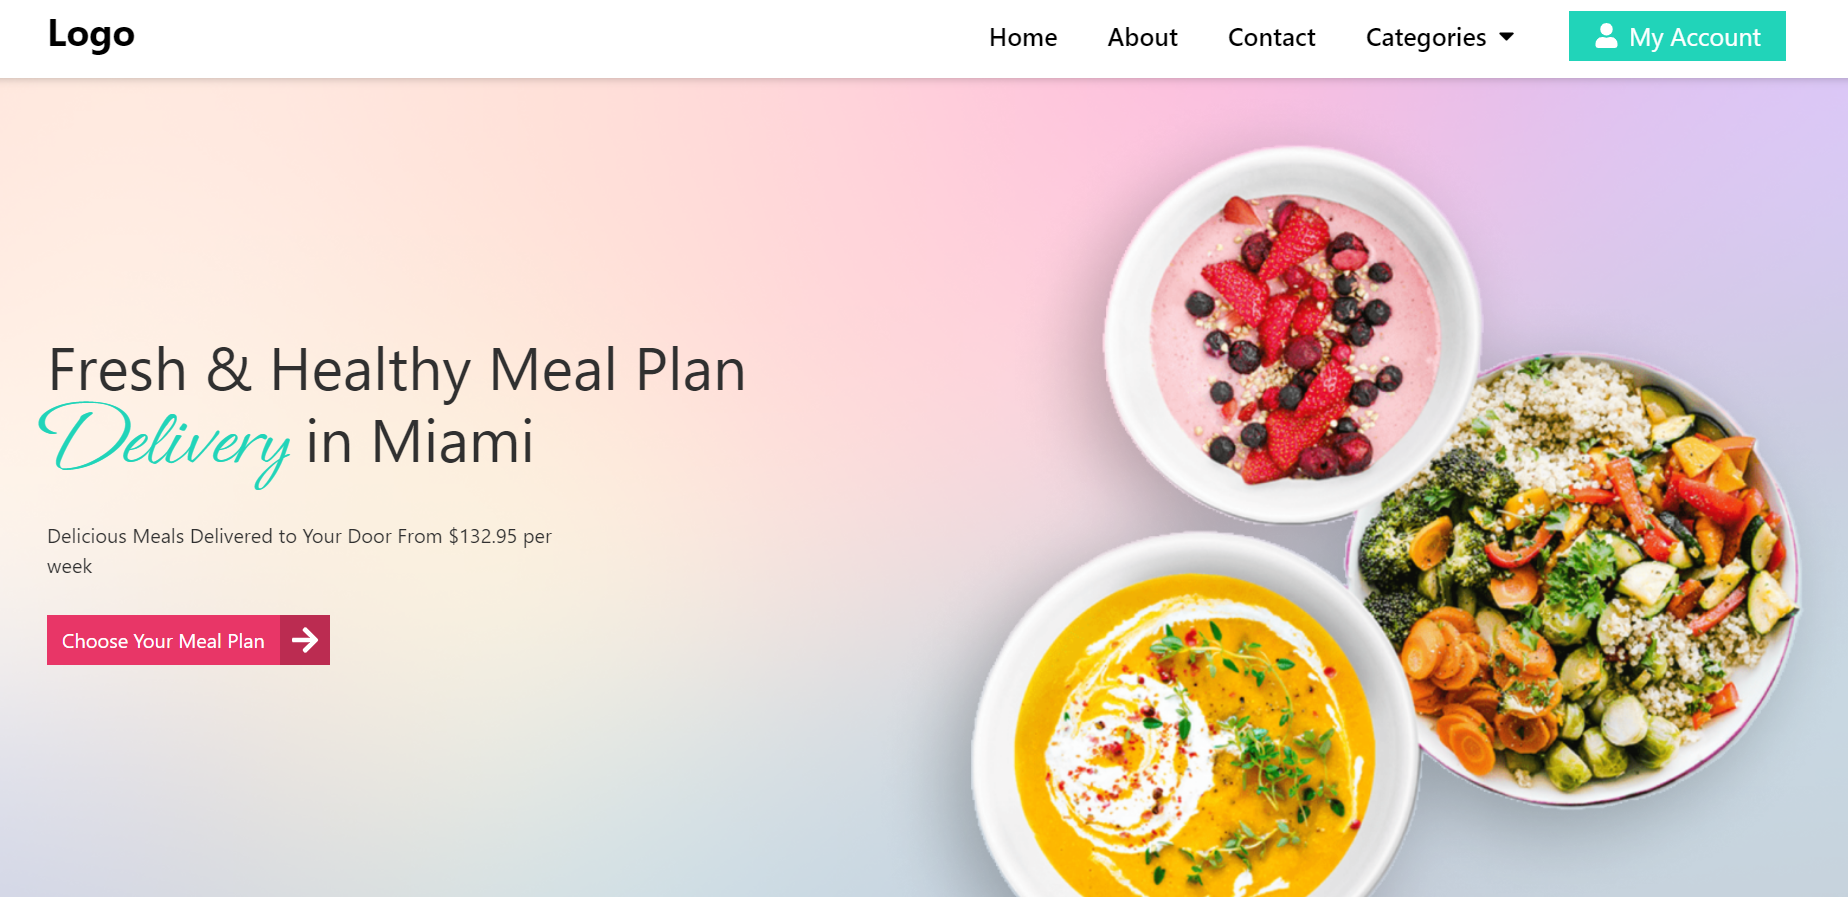 Logo
Home About Contact Categories My Account
Fresh & Healthy Meal Plan
Delivery in Miami
Delicious Meals Delivered to Your Door From $132.95 per
week
Choose Your Meal Plan